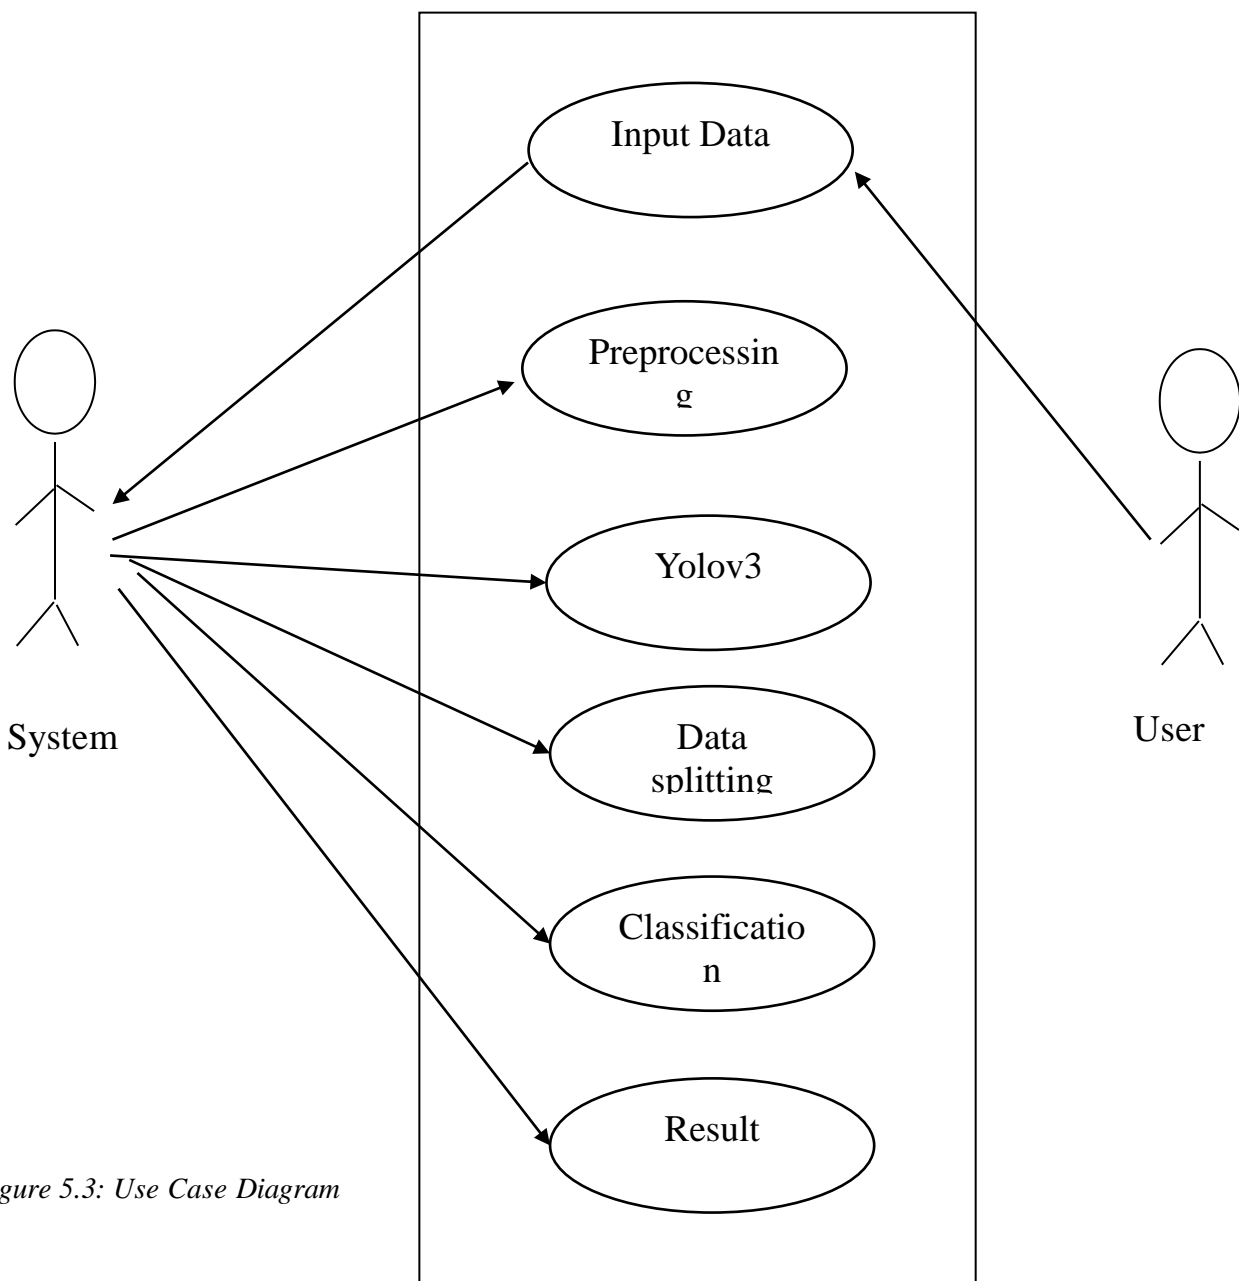 Input Data
Preprocessin
g
Yolov3
System
User
Data
splitting
Classificatio
n
Result
gure 5.3: Use Case Diagram